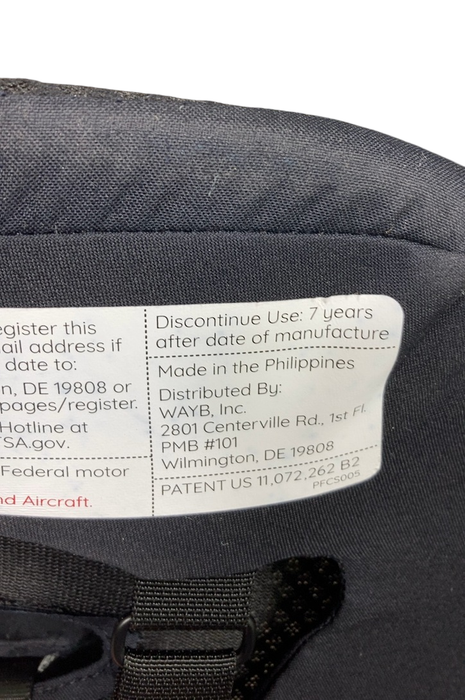 egister this
ail address if
date to:
n, DE 19808 or
pages/register.
Hotline at
TSA.gov.
Federal motor
nd Aircraft.
Discontinue Use: 7 years
after date of manufacture
Made in the Philippines
Distributed By:
WAYB, Inc.
2801 Centerville Rd., 1st Fl.
PMB #101
Wilmington, DE 19808
PATENT US 11,072,262 B2
PFCS005